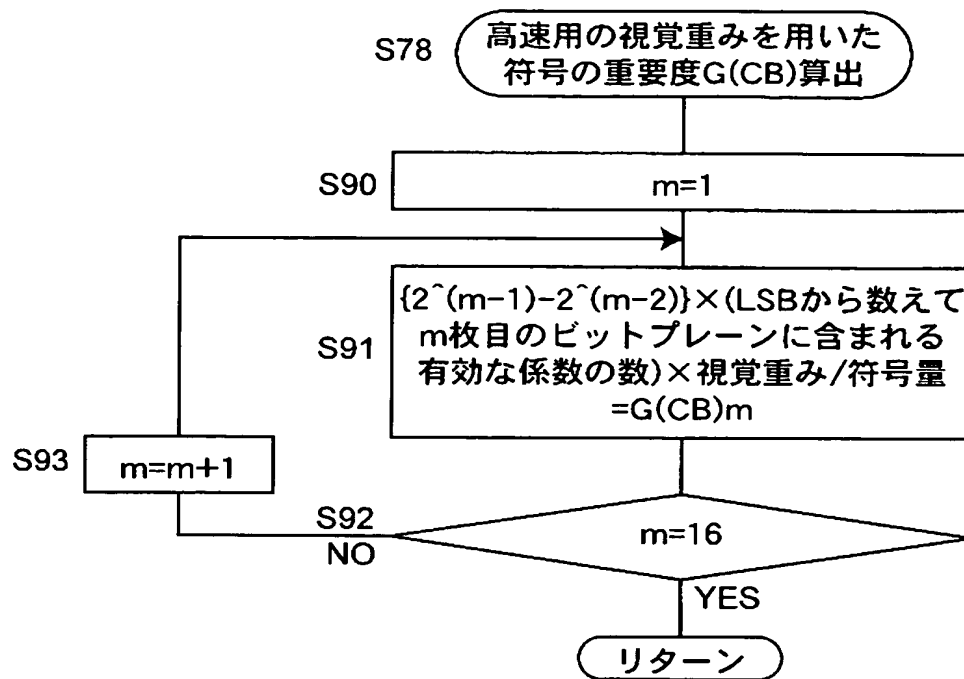 S78
高速用の視覚重みを用いた
符号の重要度G(CB)算出
S90
m=1
S91
{2^(m-1)-2^(m-2)}×(LSBから数えて
m枚目のビットプレーンに含まれる
有効な係数の数)×視覚重み/符号量
=G(CB)m
S93
m=m+1
S92
NO
m=16
YES
リターン